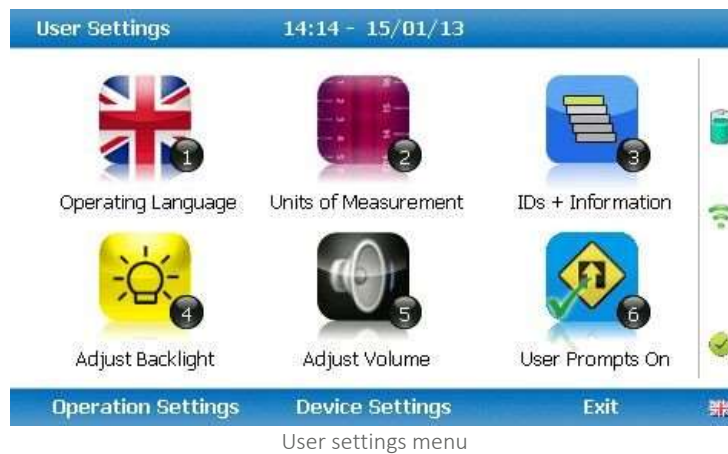 User Settings 14:14 - 15/01/13
1 2 3
Operating Language Units of Measurement IDs + Information
4 5 6
Adjust Backlight Adjust Volume User Prompts On
Operation Settings Device Settings Exit
User settings menu